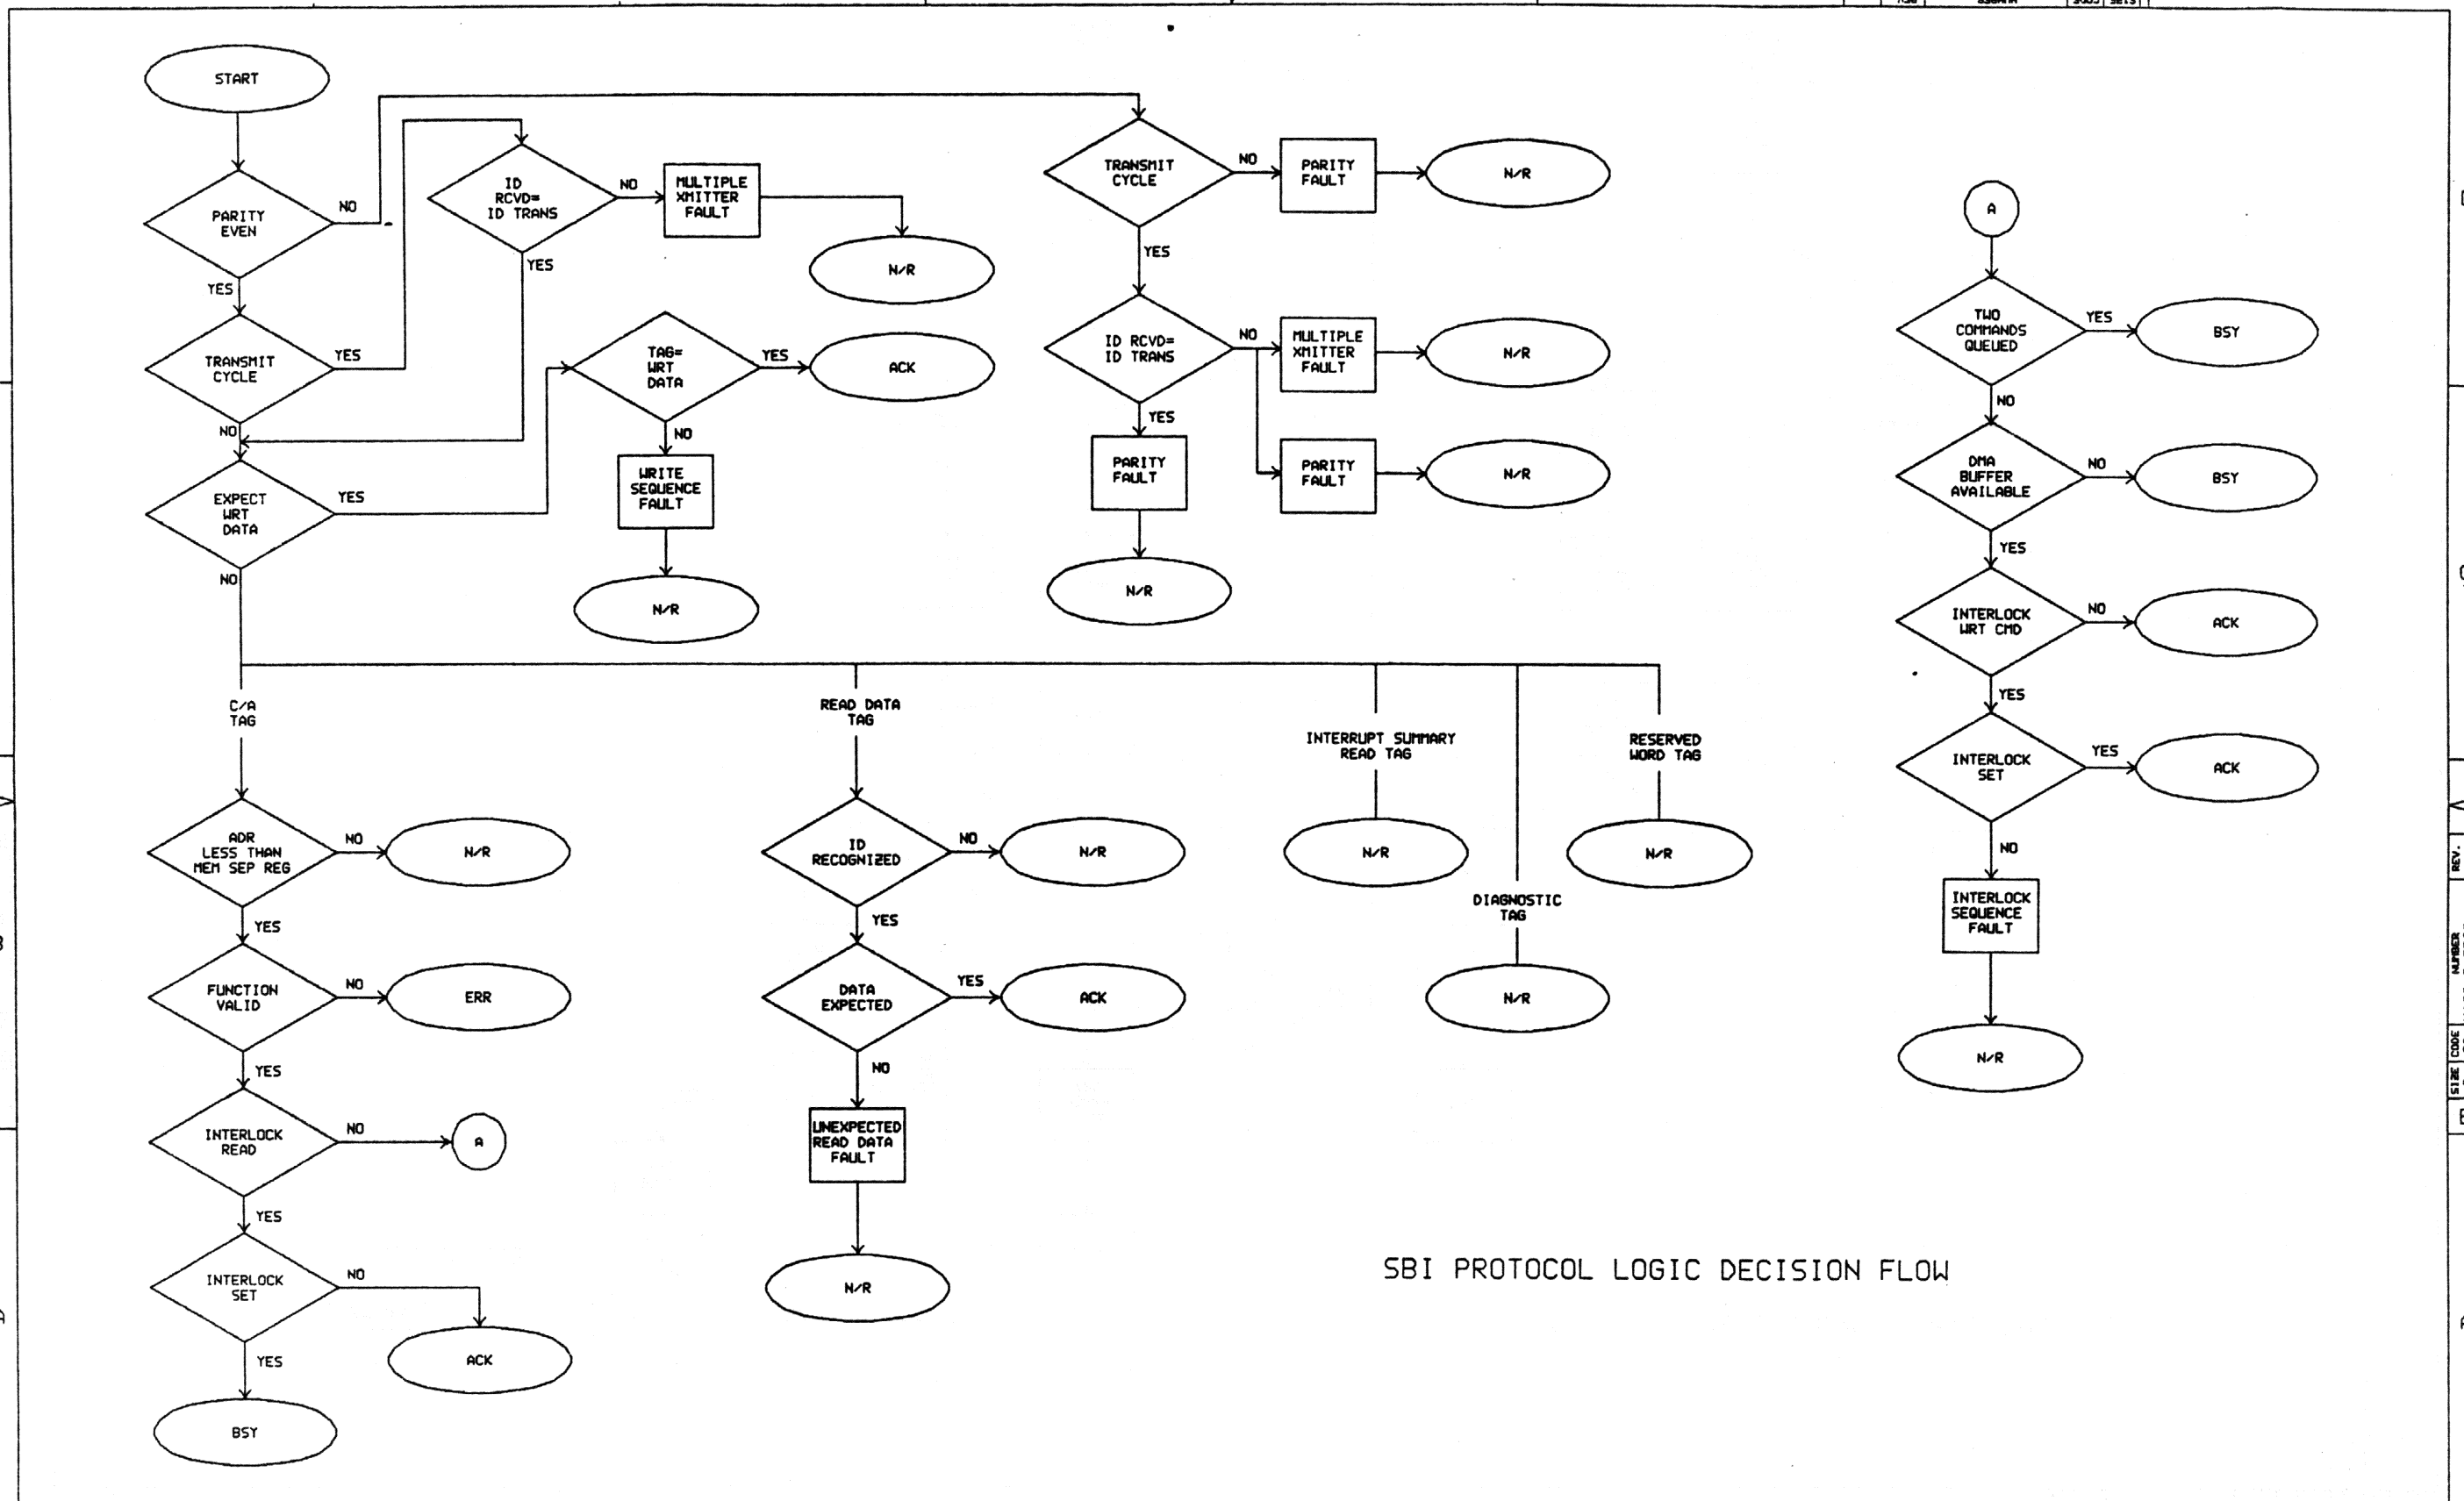 START
PARITY
EVEN
NO
YES
TRANSMIT
CYCLE
YES
NO
EXPECT
WRT
DATA
YES
NO
ID
RCVD=
ID TRANS
NO
YES
MULTIPLE
XMITTER
FAULT
N/R
TAG=
WRT
DATA
YES
ACK
NO
WRITE
SEQUENCE
FAULT
N/R
TRANSMIT
CYCLE
NO
PARITY
FAULT
N/R
YES
ID RCVD=
ID TRANS
NO
MULTIPLE
XMITTER
FAULT
N/R
PARITY
FAULT
N/R
YES
PARITY
FAULT
N/R
C/A
TAG
ADR
LESS THAN
MEM SEP REG
NO
N/R
YES
FUNCTION
VALID
NO
ERR
YES
INTERLOCK
READ
NO
A
YES
INTERLOCK
SET
NO
ACK
YES
BSY
READ DATA
TAG
ID
RECOGNIZED
NO
N/R
YES
DATA
EXPECTED
YES
ACK
NO
UNEXPECTED
READ DATA
FAULT
N/R
INTERRUPT SUMMARY
READ TAG
N/R
DIAGNOSTIC
TAG
N/R
RESERVED
WORD TAG
N/R
A
TWO
COMMANDS
QUEUED
YES
BSY
NO
DMA
BUFFER
AVAILABLE
NO
BSY
YES
INTERLOCK
WRT CMD
NO
ACK
YES
INTERLOCK
SET
YES
ACK
NO
INTERLOCK
SEQUENCE
FAULT
N/R
SBI PROTOCOL LOGIC DECISION FLOW
REV.
NUMBER
SIZE CODE